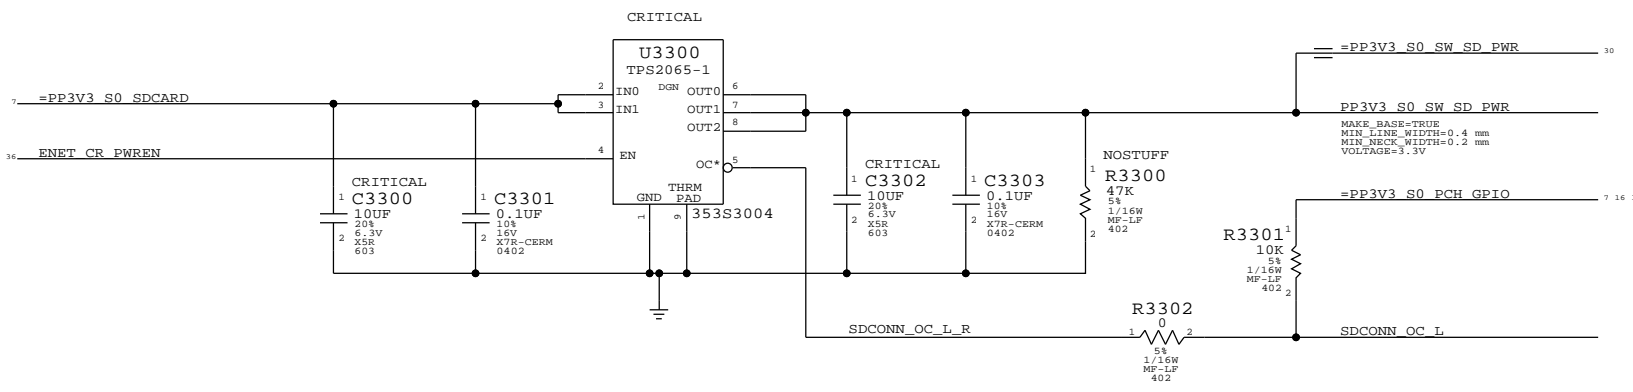 CRITICAL
U3300
TPS2065-1
DGN
2
IN0
3
IN1
4
EN
OUT0
6
OUT1
7
OUT2
8
OC*
5
GND
1
THRM
PAD
9
353S3004
7
=PP3V3_S0_SDCARD
36
ENET_CR_PWREN
CRITICAL
1
C3300
10UF
20%
6.3V
2
X5R
603
1
C3301
0.1UF
10%
16V
2
X7R-CERM
0402
CRITICAL
1
C3302
10UF
20%
6.3V
2
X5R
603
1
C3303
0.1UF
10%
16V
2
X7R-CERM
0402
NOSTUFF
1
R3300
47K
5%
1/16W
MF-LF
2
402
=PP3V3_S0_SW_SD_PWR
30
PP3V3_S0_SW_SD_PWR
MAKE_BASE=TRUE
MIN_LINE_WIDTH=0.4 mm
MIN_NECK_WIDTH=0.2 mm
VOLTAGE=3.3V
=PP3V3_S0_PCH_GPIO
7 16
R3301
1
10K
5%
1/16W
MF-LF
402
2
SDCONN_OC_L_R
R3302
0
1
2
5%
1/16W
MF-LF
402
SDCONN_OC_L